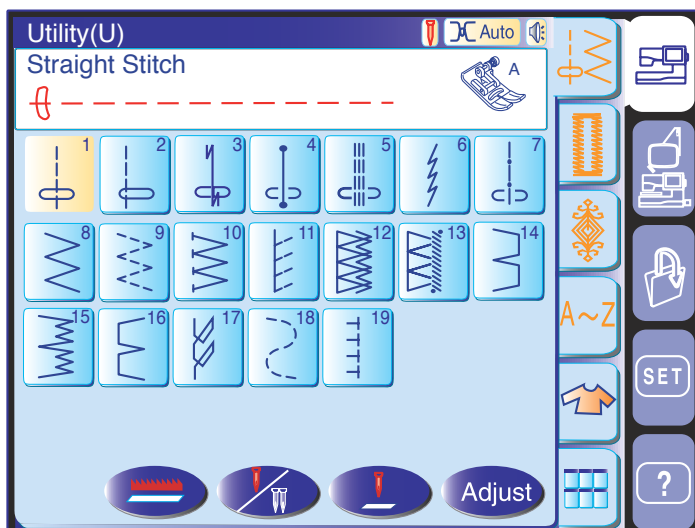 Utility(U)
Auto
Straight Stitch
A
1 2 3 4 5 6 7
8 9 10 11 12 13 14
15 16 17 18 19
A~Z
SET
?
Adjust